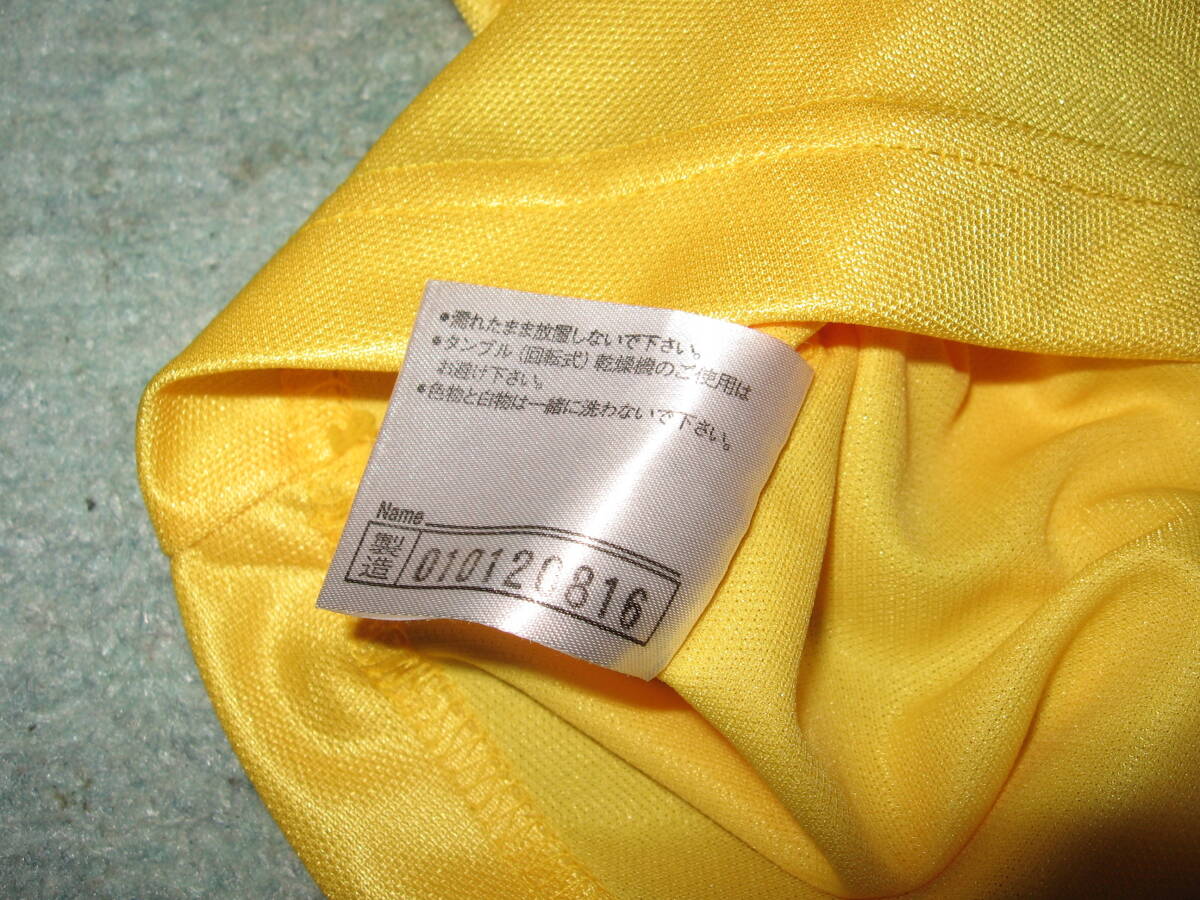 ●濡れたまま放置しないで下さい。
●タンブル(回転式)乾燥機のご使用は
お避け下さい。
●色物と白物は一緒に洗わないで下さい。
Name
製造 010120816